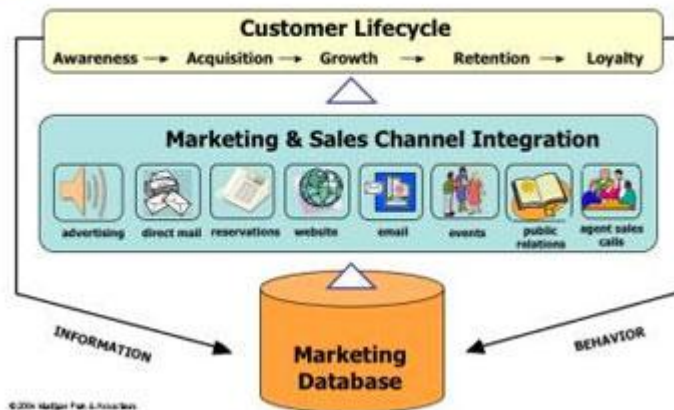 Customer Lifecycle
Awareness → Acquisition → Growth → Retention → Loyalty
Marketing & Sales Channel Integration
advertising direct mail reservations website email events public relations agent sales calls
INFORMATION
BEHAVIOR
Marketing
Database